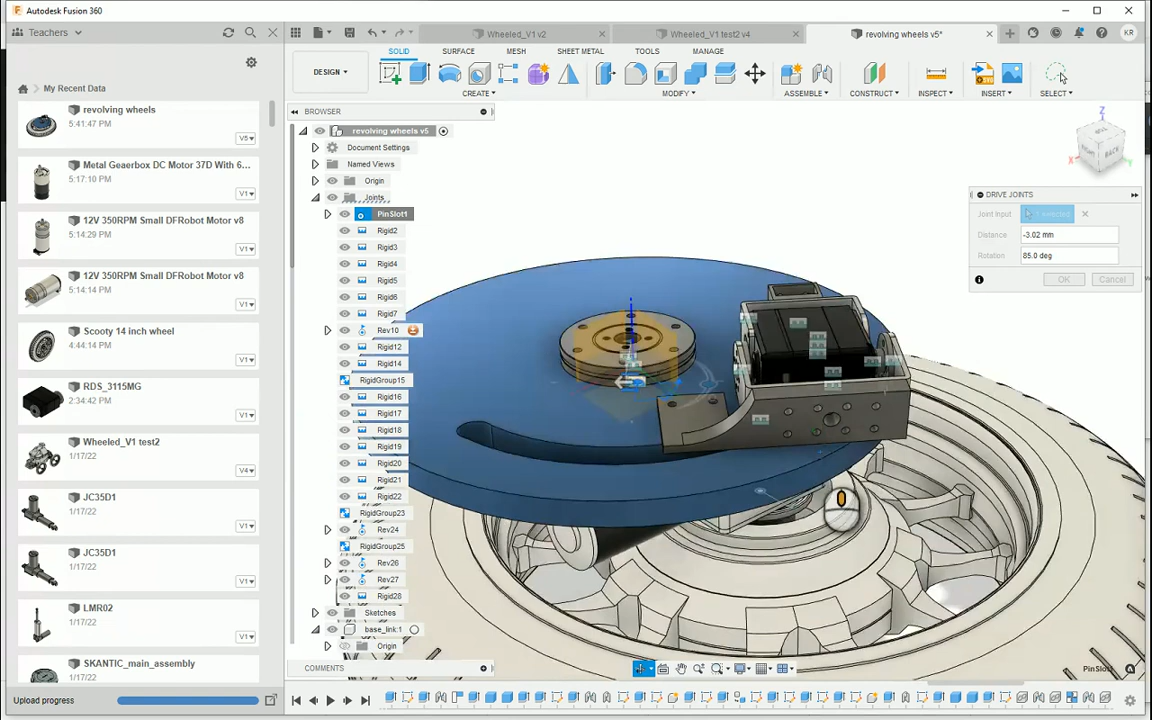 Autodesk Fusion 360
Teachers
Wheeled_V1 v2
Wheeled_V1 test2 v4
revolving wheels v5*
KR
SOLID
SURFACE
MESH
SHEET METAL
TOOLS
MANAGE
DESIGN
CREATE
MODIFY
ASSEMBLE
CONSTRUCT
INSPECT
INSERT
SELECT
My Recent Data
revolving wheels
5:41:47 PM
V5
Metal Geaerbox DC Motor 37D With 6...
5:17:10 PM
V1
12V 350RPM Small DFRobot Motor v8
5:14:29 PM
V1
12V 350RPM Small DFRobot Motor v8
5:14:14 PM
V1
Scooty 14 inch wheel
4:44:14 PM
V1
RDS_3115MG
2:34:42 PM
V1
Wheeled_V1 test2
1/17/22
V4
JC35D1
1/17/22
V1
JC35D1
1/17/22
V1
LMR02
1/17/22
V1
SKANTIC_main_assembly
Upload progress
BROWSER
revolving wheels v5
Document Settings
Named Views
Origin
Joints
PinSlot1
Rigid2
Rigid3
Rigid4
Rigid5
Rigid6
Rigid7
Rev10
Rigid12
Rigid14
RigidGroup15
Rigid16
Rigid17
Rigid18
Rigid19
Rigid20
Rigid21
Rigid22
RigidGroup23
Rev24
RigidGroup25
Rev26
Rev27
Rigid28
Sketches
base_link:1
Origin
COMMENTS
Z
BACK
X
DRIVE JOINTS
Joint Input
1 selected
Distance
-3.02 mm
Rotation
85.0 deg
OK
Cancel
PinSlot1